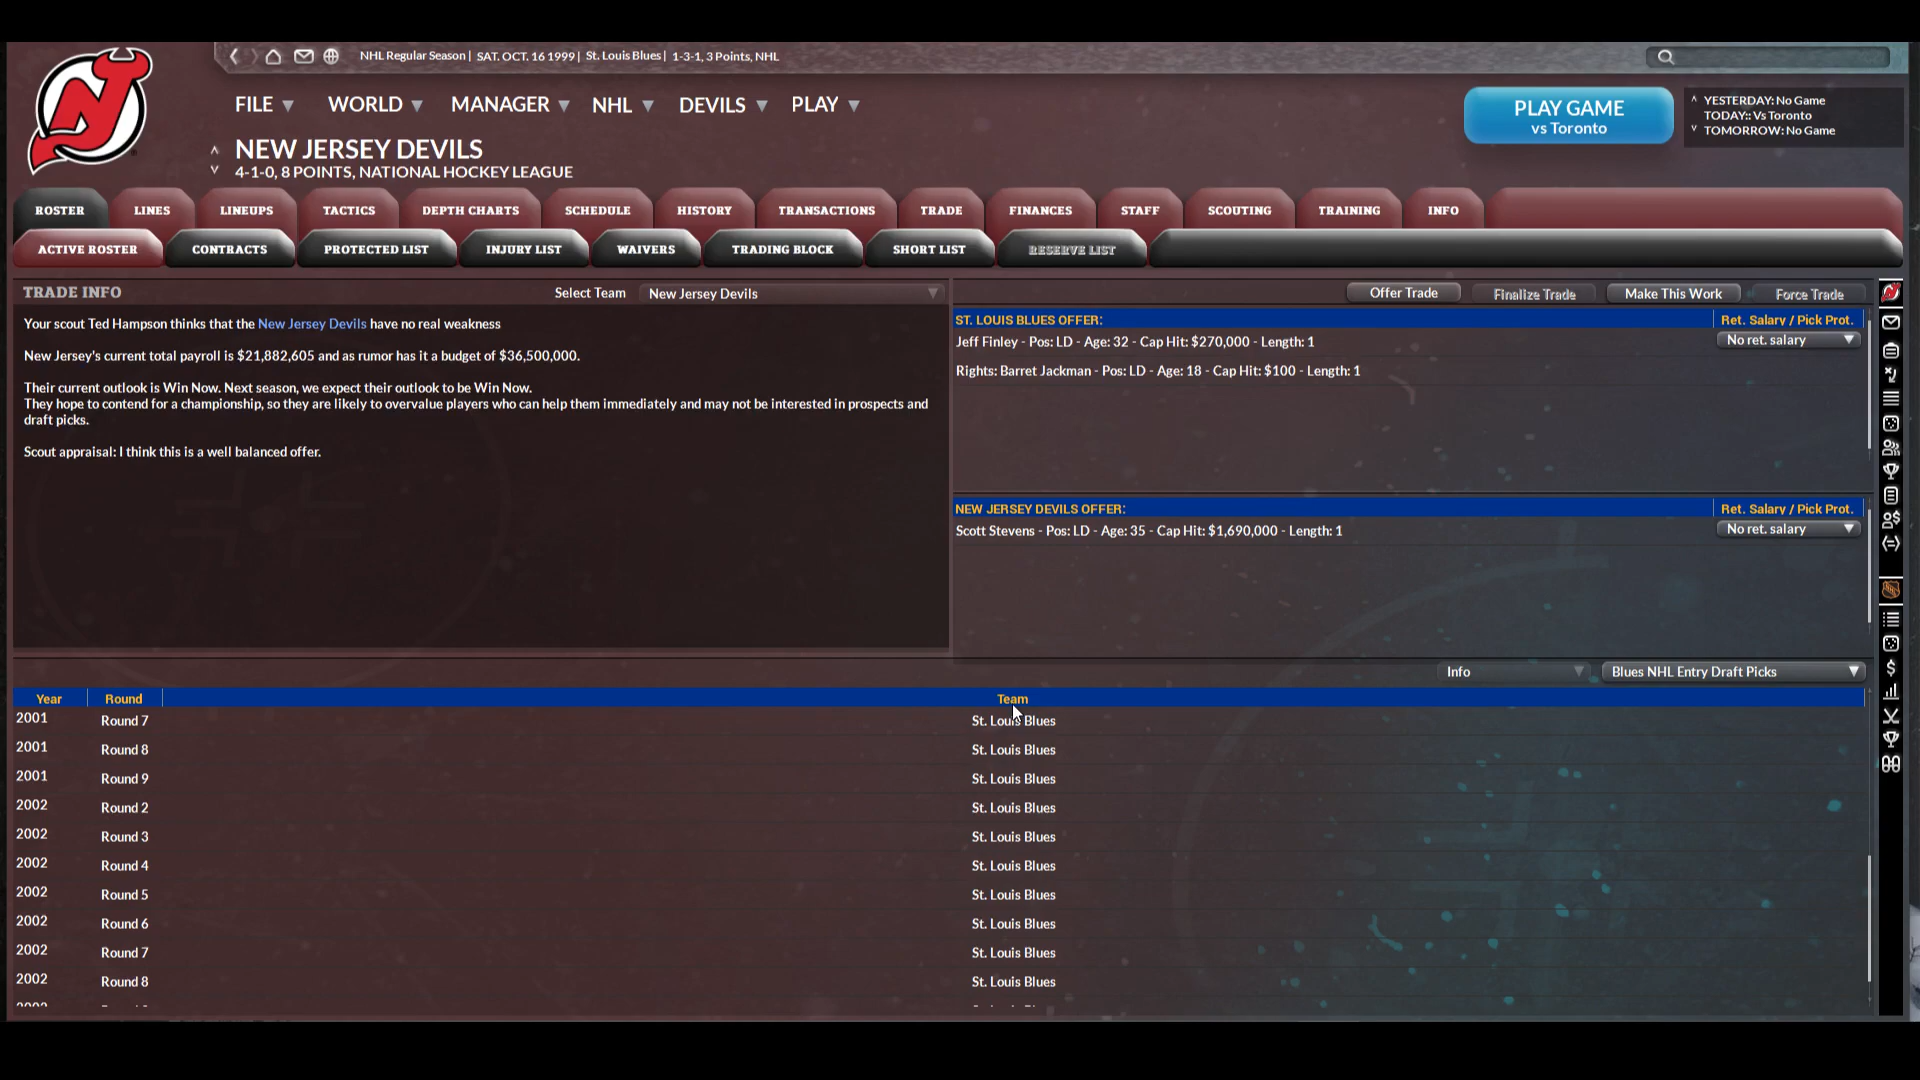 NHL Regular Season | SAT. OCT. 16 1999 | St. Louis Blues | 1-3-1, 3 Points, NHL
FILE WORLD MANAGER NHL DEVILS PLAY
PLAY GAME
vs Toronto
YESTERDAY: No Game
TODAY:: Vs Toronto
TOMORROW: No Game
NEW JERSEY DEVILS
4-1-0, 8 POINTS, NATIONAL HOCKEY LEAGUE
ROSTER LINES LINEUPS TACTICS DEPTH CHARTS SCHEDULE HISTORY TRANSACTIONS TRADE FINANCES STAFF SCOUTING TRAINING INFO
ACTIVE ROSTER CONTRACTS PROTECTED LIST INJURY LIST WAIVERS TRADING BLOCK SHORT LIST RESERVE LIST
TRADE INFO Select Team New Jersey Devils
Your scout Ted Hampson thinks that the New Jersey Devils have no real weakness
New Jersey's current total payroll is $21,882,605 and as rumor has it a budget of $36,500,000.
Their current outlook is Win Now. Next season, we expect their outlook to be Win Now.
They hope to contend for a championship, so they are likely to overvalue players who can help them immediately and may not be interested in prospects and
draft picks.
Scout appraisal: I think this is a well balanced offer.
Offer Trade Finalize Trade Make This Work Force Trade
ST. LOUIS BLUES OFFER: Ret. Salary / Pick Prot.
Jeff Finley - Pos: LD - Age: 32 - Cap Hit: $270,000 - Length: 1 No ret. salary
Rights: Barret Jackman - Pos: LD - Age: 18 - Cap Hit: $100 - Length: 1
NEW JERSEY DEVILS OFFER: Ret. Salary / Pick Prot.
Scott Stevens - Pos: LD - Age: 35 - Cap Hit: $1,690,000 - Length: 1 No ret. salary
Info Blues NHL Entry Draft Picks
Year Round Team
2001 Round 7 St. Louis Blues
2001 Round 8 St. Louis Blues
2001 Round 9 St. Louis Blues
2002 Round 2 St. Louis Blues
2002 Round 3 St. Louis Blues
2002 Round 4 St. Louis Blues
2002 Round 5 St. Louis Blues
2002 Round 6 St. Louis Blues
2002 Round 7 St. Louis Blues
2002 Round 8 St. Louis Blues